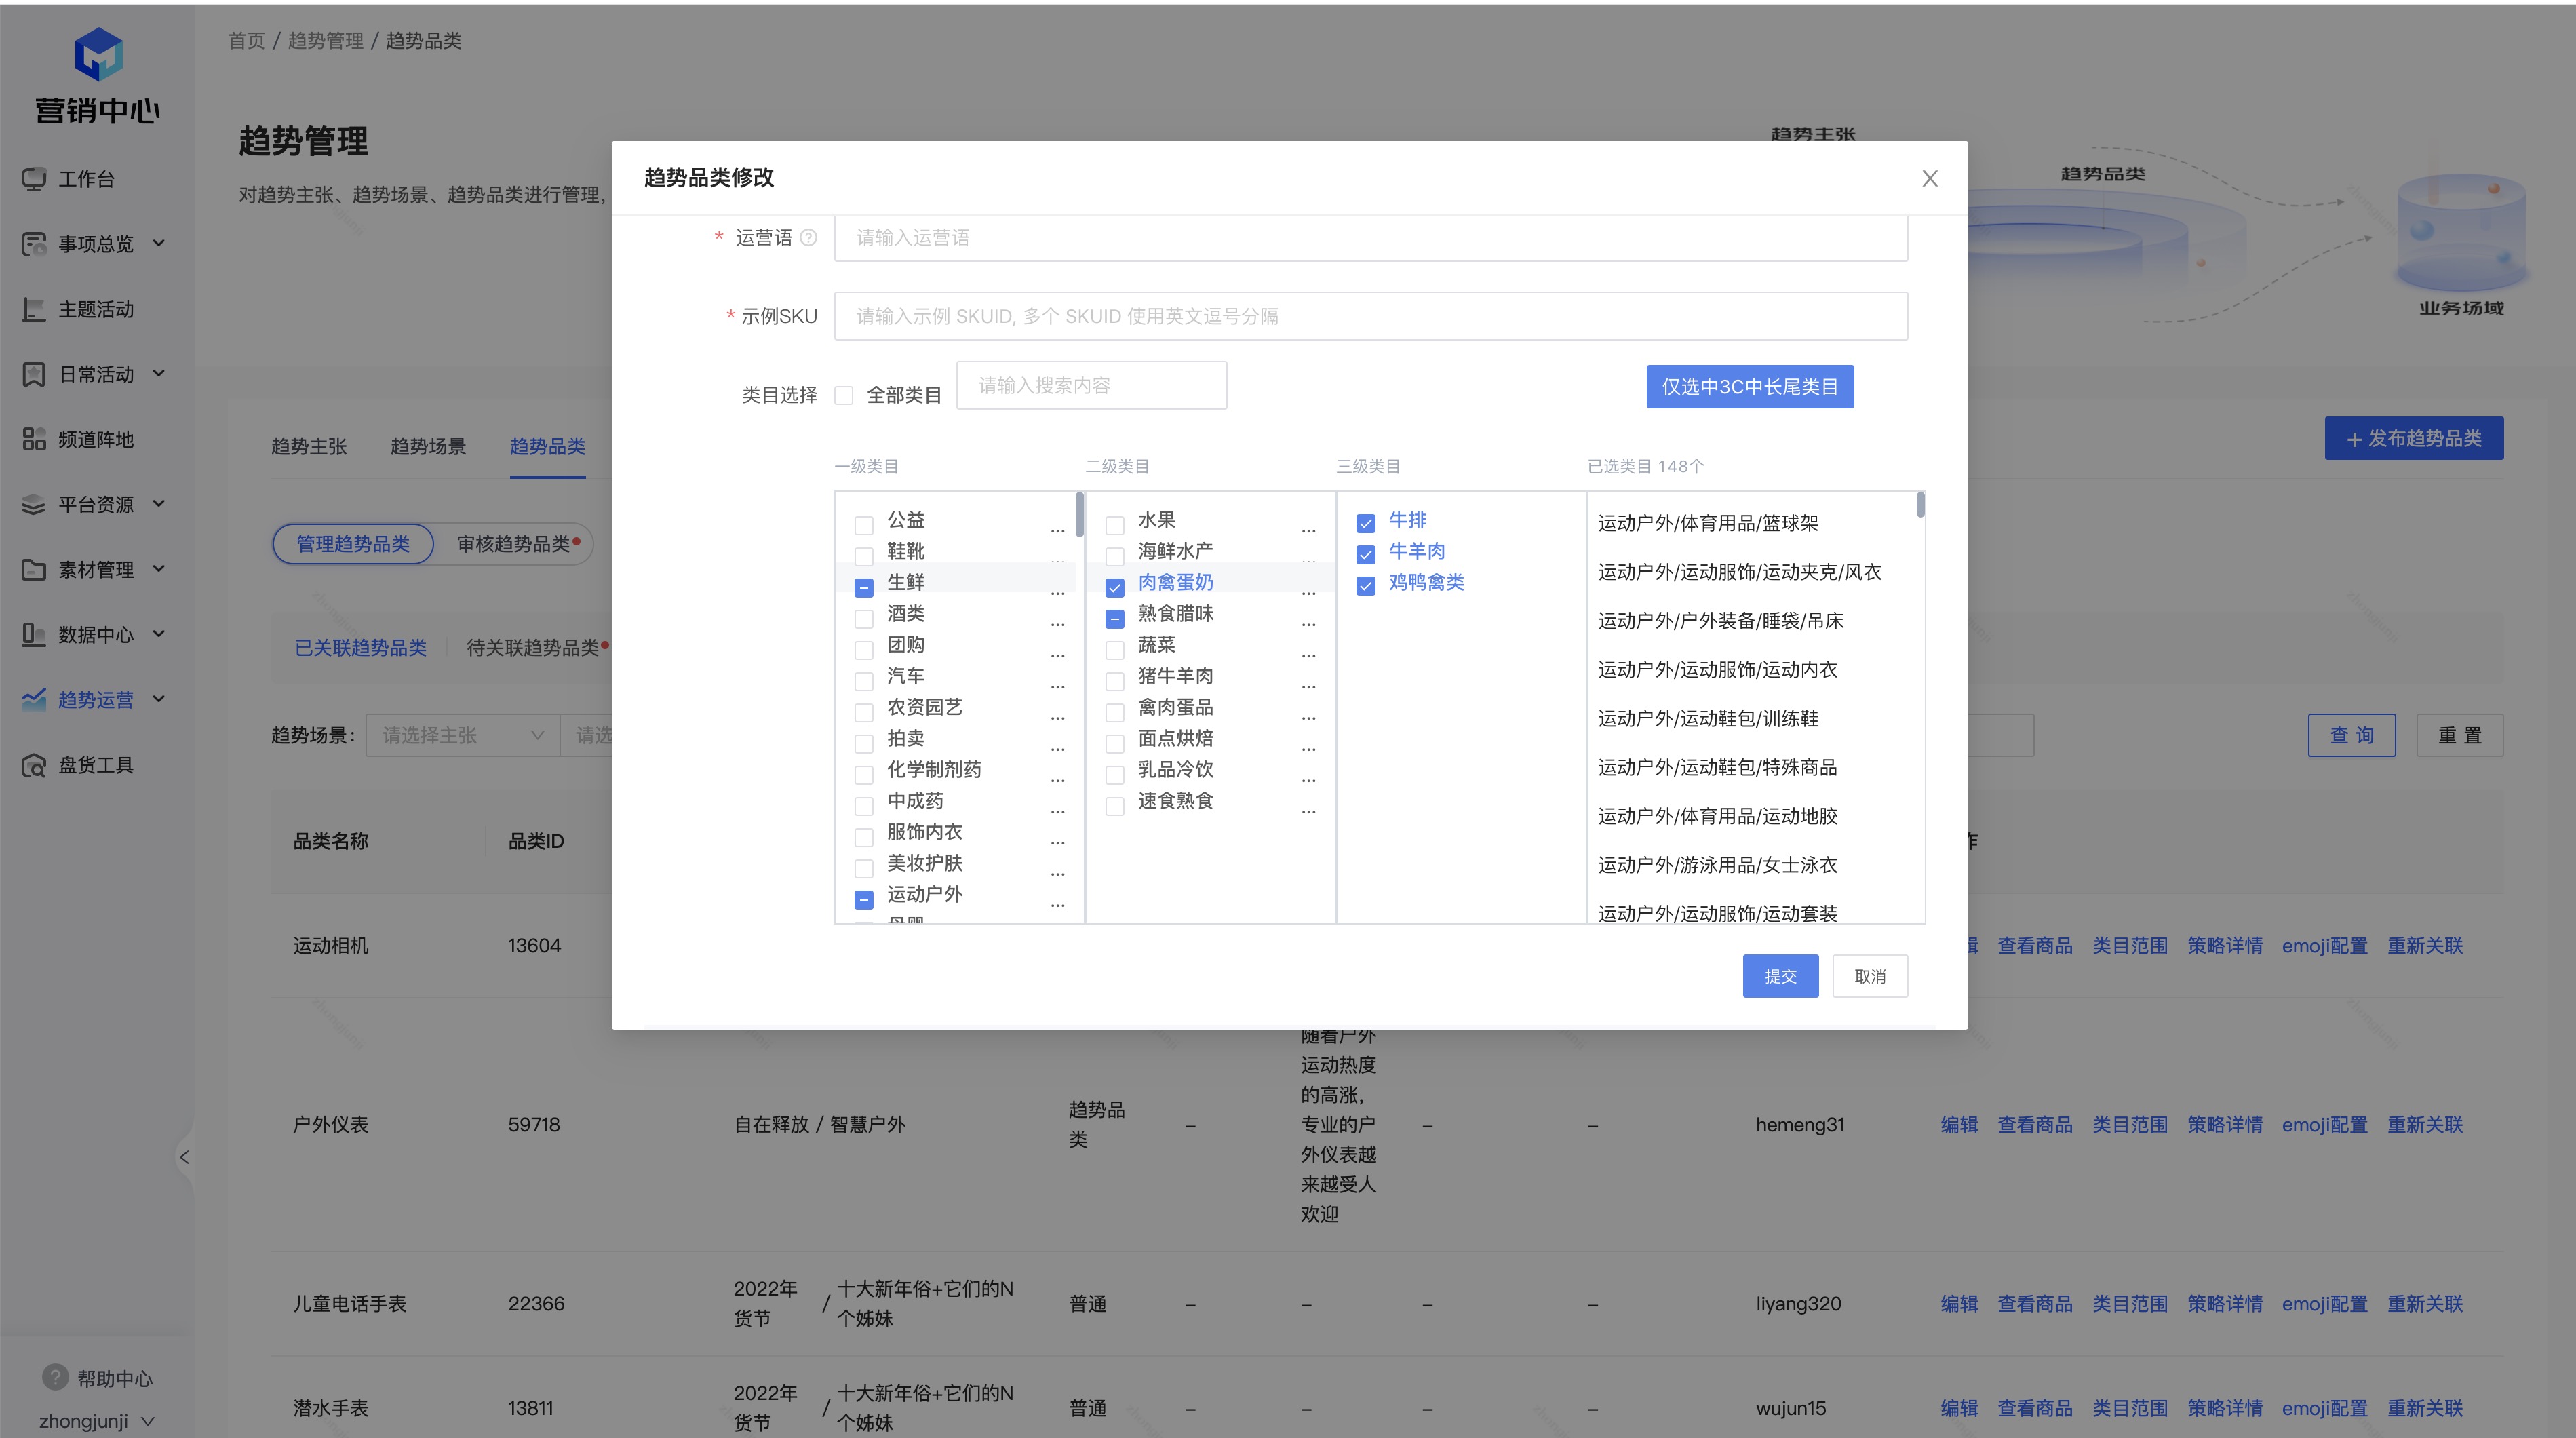 首页 / 趋势管理 / 趋势品类
营销中心
工作台
事项总览
主题活动
日常活动
频道阵地
平台资源
素材管理
数据中心
趋势运营
盘货工具
帮助中心
zhongjunji
趋势管理
对趋势主张、趋势场景、趋势品类进行管理，
趋势主张
趋势品类
业务场域
趋势主张 趋势场景 趋势品类
+ 发布趋势品类
管理趋势品类 审核趋势品类
已关联趋势品类 待关联趋势品类
趋势场景： 请选择主张 请选
查 询 重 置
趋势品类修改
* 运营语 请输入运营语
* 示例SKU 请输入示例 SKUID, 多个 SKUID 使用英文逗号分隔
类目选择 全部类目 请输入搜索内容 仅选中3C中长尾类目
一级类目 二级类目 三级类目 已选类目 148个
公益 ...
鞋靴 ...
生鲜 ...
酒类 ...
团购 ...
汽车 ...
农资园艺 ...
拍卖 ...
化学制剂药 ...
中成药 ...
服饰内衣 ...
美妆护肤 ...
运动户外 ...
母婴
水果 ...
海鲜水产 ...
肉禽蛋奶 ...
熟食腊味 ...
蔬菜 ...
猪牛羊肉 ...
禽肉蛋品 ...
面点烘焙 ...
乳品冷饮 ...
速食熟食 ...
牛排
牛羊肉
鸡鸭禽类
运动户外/体育用品/篮球架
运动户外/运动服饰/运动夹克/风衣
运动户外/户外装备/睡袋/吊床
运动户外/运动服饰/运动内衣
运动户外/运动鞋包/训练鞋
运动户外/运动鞋包/特殊商品
运动户外/体育用品/运动地胶
运动户外/游泳用品/女士泳衣
运动户外/运动服饰/运动套装
提交 取消
品类名称 品类ID 作
运动相机 13604 辑 查看商品 类目范围 策略详情 emoji配置 重新关联
户外仪表 59718 自在释放 / 智慧户外
趋势品
类
–
随着户外
运动热度
的高涨，
专业的户
外仪表越
来越受人
欢迎
– – hemeng31 编辑 查看商品 类目范围 策略详情 emoji配置 重新关联
儿童电话手表 22366
2022年
货节
/
十大新年俗+它们的N
个姊妹
普通 – – – – liyang320 编辑 查看商品 类目范围 策略详情 emoji配置 重新关联
潜水手表 13811
2022年
货节
/
十大新年俗+它们的N
个姊妹
普通 – – – – wujun15 编辑 查看商品 类目范围 策略详情 emoji配置 重新关联